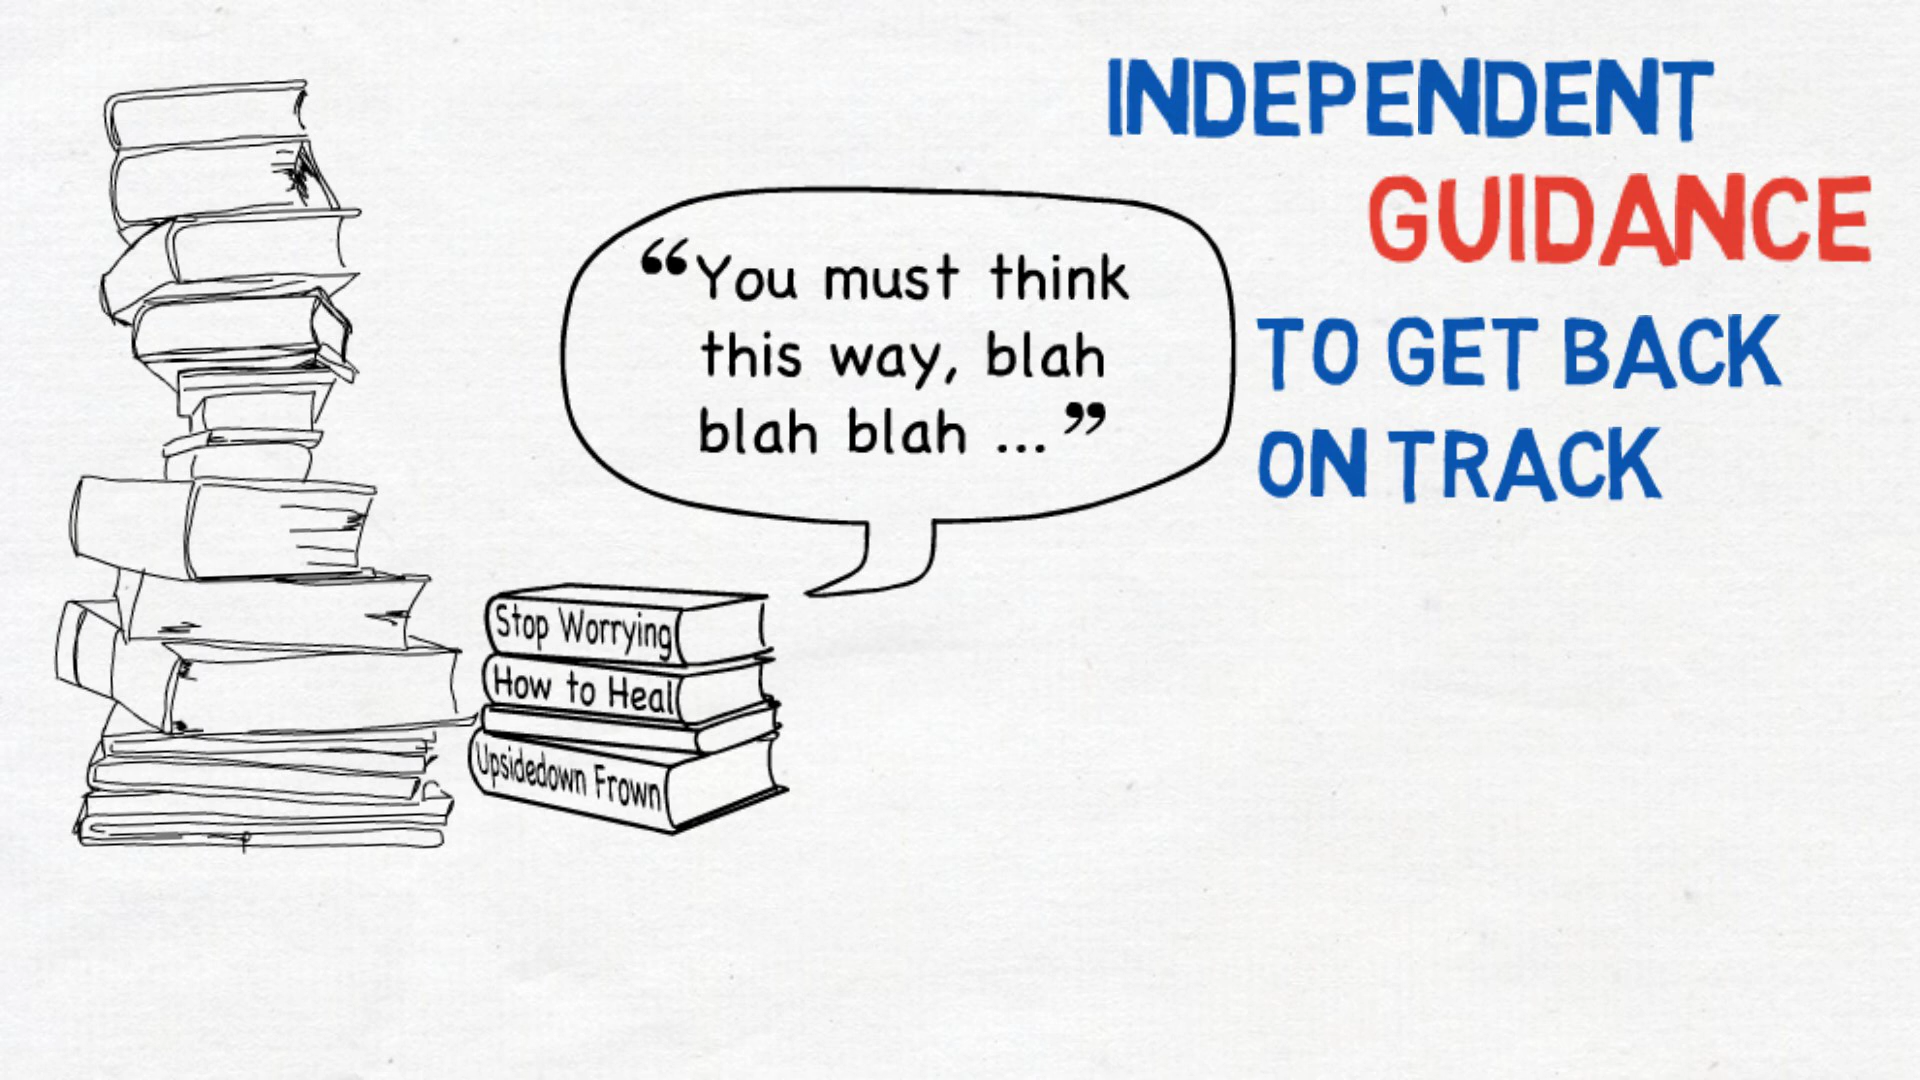 INDEPENDENT
GUIDANCE
TO GET BACK
ON TRACK
“You must think
this way, blah
blah blah ...”
Stop Worrying
How to Heal
Upsidedown Frown